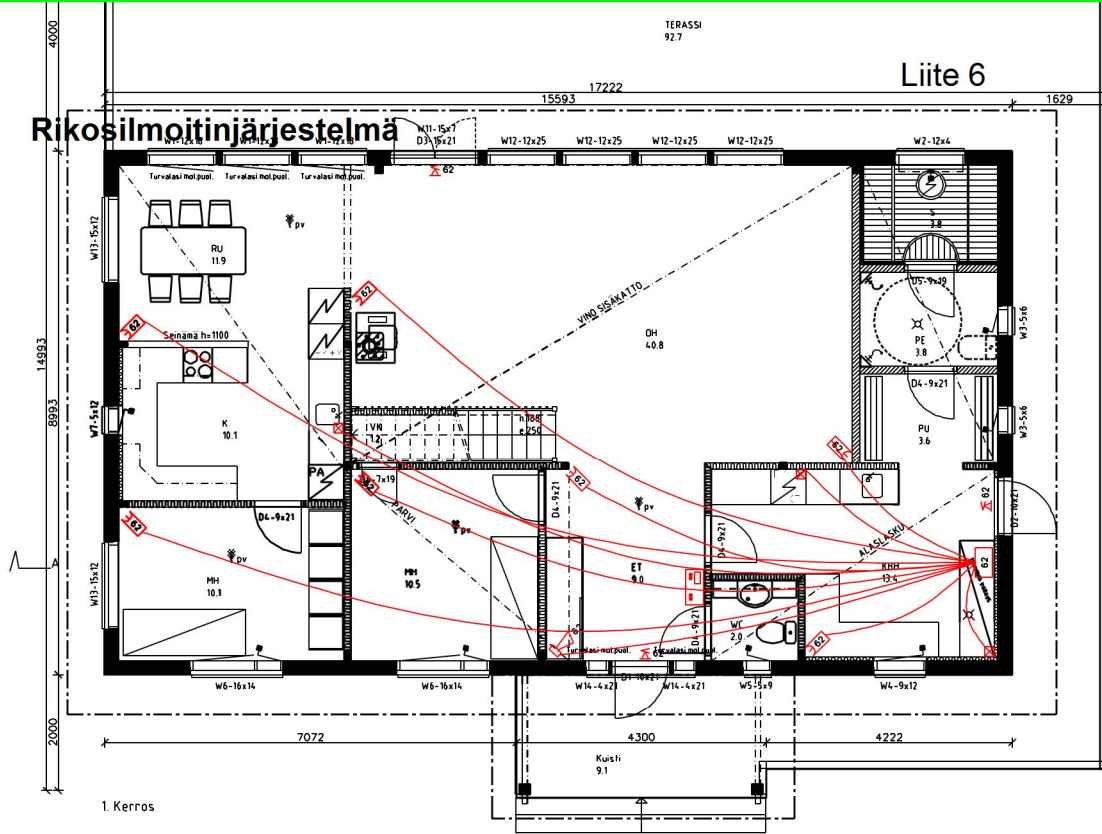 TERASSI
92.7
4000
Liite 6
17222
15593
1629
Rikosilmoitinjärjestelmä
W11-15x7
D3-15x21
W12-12x25
W12-12x25
W12-12x25
W12-12x25
W2-12x4
Turvalasi mol.puol.
Turvalasi mol.puol.
Turvalasi mol.puol.
62
W13-15x12
pv
RU
11.9
S
3.8
D5-9x19
62
62
VINO SISÄKATTO
Seinämä h=1100
OH
40.8
PE
3.8
W3-5x6
14993
8993
D4-9x21
W7-5x12
K
10.1
VK
1.2
n.188
e.250
PU
3.6
W3-5x6
62
PA
-7x19
62
62
D4-9x21
62
D2-10x21
62
D4-9x21
PARVI
pv
pv
D4-9x21
ALASLASKU
A
pv
MH
10.1
MH
10.5
ET
9.0
KHH
13.4
62
W13-15x12
WC
2.0
D4-9x21
62
62
Turvalasi mol.puol.
Turvalasi mol.puol.
62
W6-16x14
W6-16x14
W14-4x21
D1-10x21
W14-4x21
W5-5x9
W4-9x12
2000
7072
4300
4222
Kuisti
9.1
1. Kerros